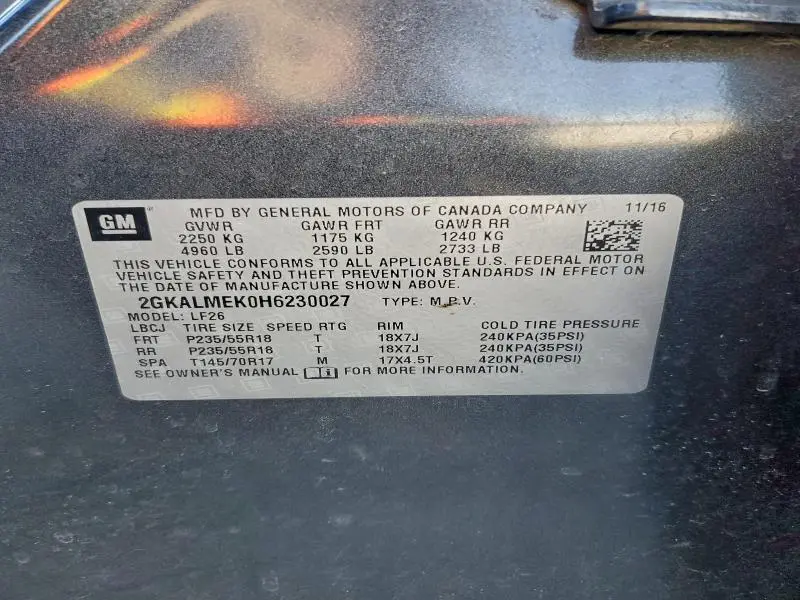 GM ® MFD BY GENERAL MOTORS OF CANADA COMPANY 11/16
GVWR GAWR FRT GAWR RR
2250 KG 1175 KG 1240 KG
4960 LB 2590 LB 2733 LB
THIS VEHICLE CONFORMS TO ALL APPLICABLE U.S. FEDERAL MOTOR
VEHICLE SAFETY AND THEFT PREVENTION STANDARDS IN EFFECT ON
THE DATE OF MANUFACTURE SHOWN ABOVE.
2GKALMEK0H6230027 TYPE: M.P.V.
MODEL: LF26
LBCJ TIRE SIZE SPEED RTG RIM COLD TIRE PRESSURE
FRT P235/55R18 T 18X7J 240KPA(35PSI)
RR P235/55R18 T 18X7J 240KPA(35PSI)
SPA T145/70R17 M 17X4.5T 420KPA(60PSI)
SEE OWNER'S MANUAL i FOR MORE INFORMATION.